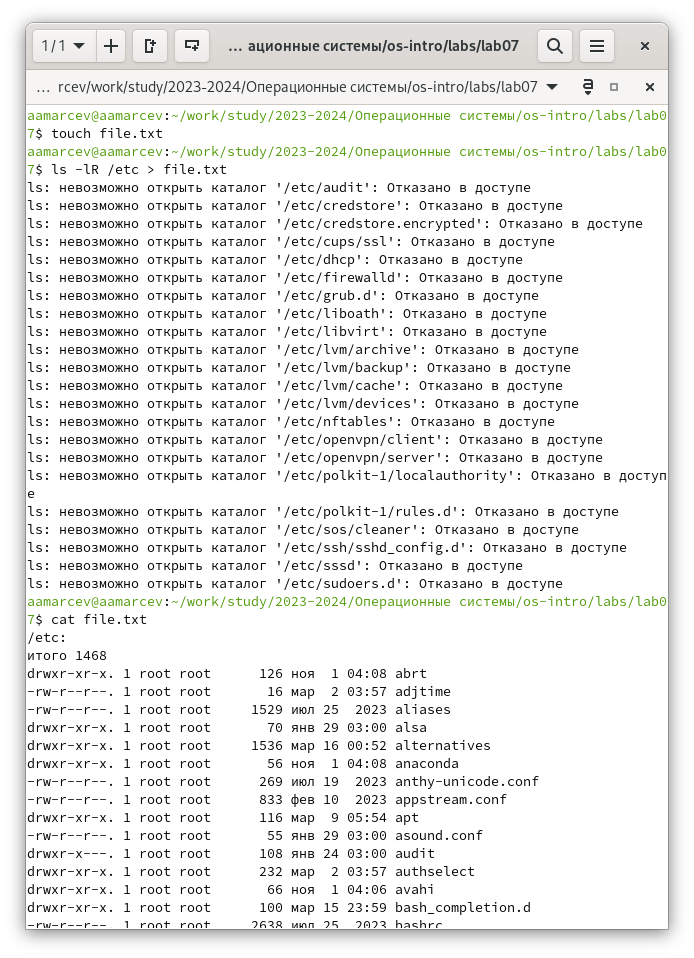 1/1 … ационные системы/os-intro/labs/lab07
… rcev/work/study/2023-2024/Операционные системы/os-intro/labs/lab07
aamarcev@aamarcev:~/work/study/2023-2024/Операционные системы/os-intro/labs/lab0
7$ touch file.txt
aamarcev@aamarcev:~/work/study/2023-2024/Операционные системы/os-intro/labs/lab0
7$ ls -lR /etc > file.txt
ls: невозможно открыть каталог '/etc/audit': Отказано в доступе
ls: невозможно открыть каталог '/etc/credstore': Отказано в доступе
ls: невозможно открыть каталог '/etc/credstore.encrypted': Отказано в доступе
ls: невозможно открыть каталог '/etc/cups/ssl': Отказано в доступе
ls: невозможно открыть каталог '/etc/dhcp': Отказано в доступе
ls: невозможно открыть каталог '/etc/firewalld': Отказано в доступе
ls: невозможно открыть каталог '/etc/grub.d': Отказано в доступе
ls: невозможно открыть каталог '/etc/liboath': Отказано в доступе
ls: невозможно открыть каталог '/etc/libvirt': Отказано в доступе
ls: невозможно открыть каталог '/etc/lvm/archive': Отказано в доступе
ls: невозможно открыть каталог '/etc/lvm/backup': Отказано в доступе
ls: невозможно открыть каталог '/etc/lvm/cache': Отказано в доступе
ls: невозможно открыть каталог '/etc/lvm/devices': Отказано в доступе
ls: невозможно открыть каталог '/etc/nftables': Отказано в доступе
ls: невозможно открыть каталог '/etc/openvpn/client': Отказано в доступе
ls: невозможно открыть каталог '/etc/openvpn/server': Отказано в доступе
ls: невозможно открыть каталог '/etc/polkit-1/localauthority': Отказано в доступ
е
ls: невозможно открыть каталог '/etc/polkit-1/rules.d': Отказано в доступе
ls: невозможно открыть каталог '/etc/sos/cleaner': Отказано в доступе
ls: невозможно открыть каталог '/etc/ssh/sshd_config.d': Отказано в доступе
ls: невозможно открыть каталог '/etc/sssd': Отказано в доступе
ls: невозможно открыть каталог '/etc/sudoers.d': Отказано в доступе
aamarcev@aamarcev:~/work/study/2023-2024/Операционные системы/os-intro/labs/lab0
7$ cat file.txt
/etc:
итого 1468
drwxr-xr-x. 1 root root      126 ноя  1 04:08 abrt
-rw-r--r--. 1 root root       16 мар  2 03:57 adjtime
-rw-r--r--. 1 root root     1529 июл 25  2023 aliases
drwxr-xr-x. 1 root root       70 янв 29 03:00 alsa
drwxr-xr-x. 1 root root     1536 мар 16 00:52 alternatives
drwxr-xr-x. 1 root root       56 ноя  1 04:08 anaconda
-rw-r--r--. 1 root root      269 июл 19  2023 anthy-unicode.conf
-rw-r--r--. 1 root root      833 фев 10  2023 appstream.conf
drwxr-xr-x. 1 root root      116 мар  9 05:54 apt
-rw-r--r--. 1 root root       55 янв 29 03:00 asound.conf
drwxr-x---. 1 root root      108 янв 24 03:00 audit
drwxr-xr-x. 1 root root      232 мар  2 03:57 authselect
drwxr-xr-x. 1 root root       66 ноя  1 04:06 avahi
drwxr-xr-x. 1 root root      100 мар 15 23:59 bash_completion.d
-rw-r--r--. 1 root root     2638 июл 25  2023 bashrc